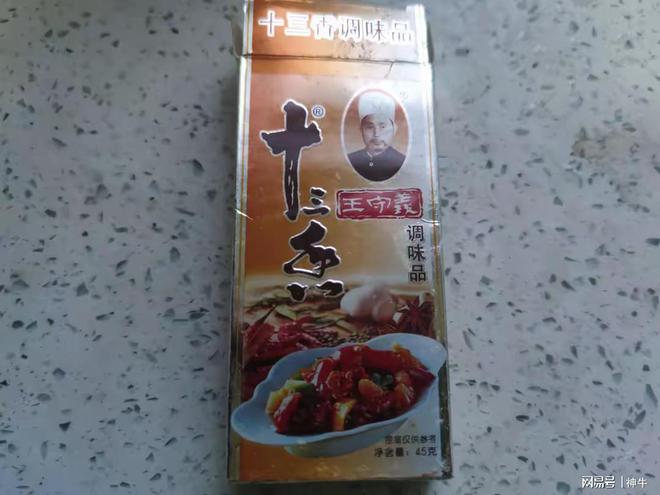 十三香调味品
十三香®
王守義
调味品
图案仅供参考
净含量：45克
网易号 | 神牛